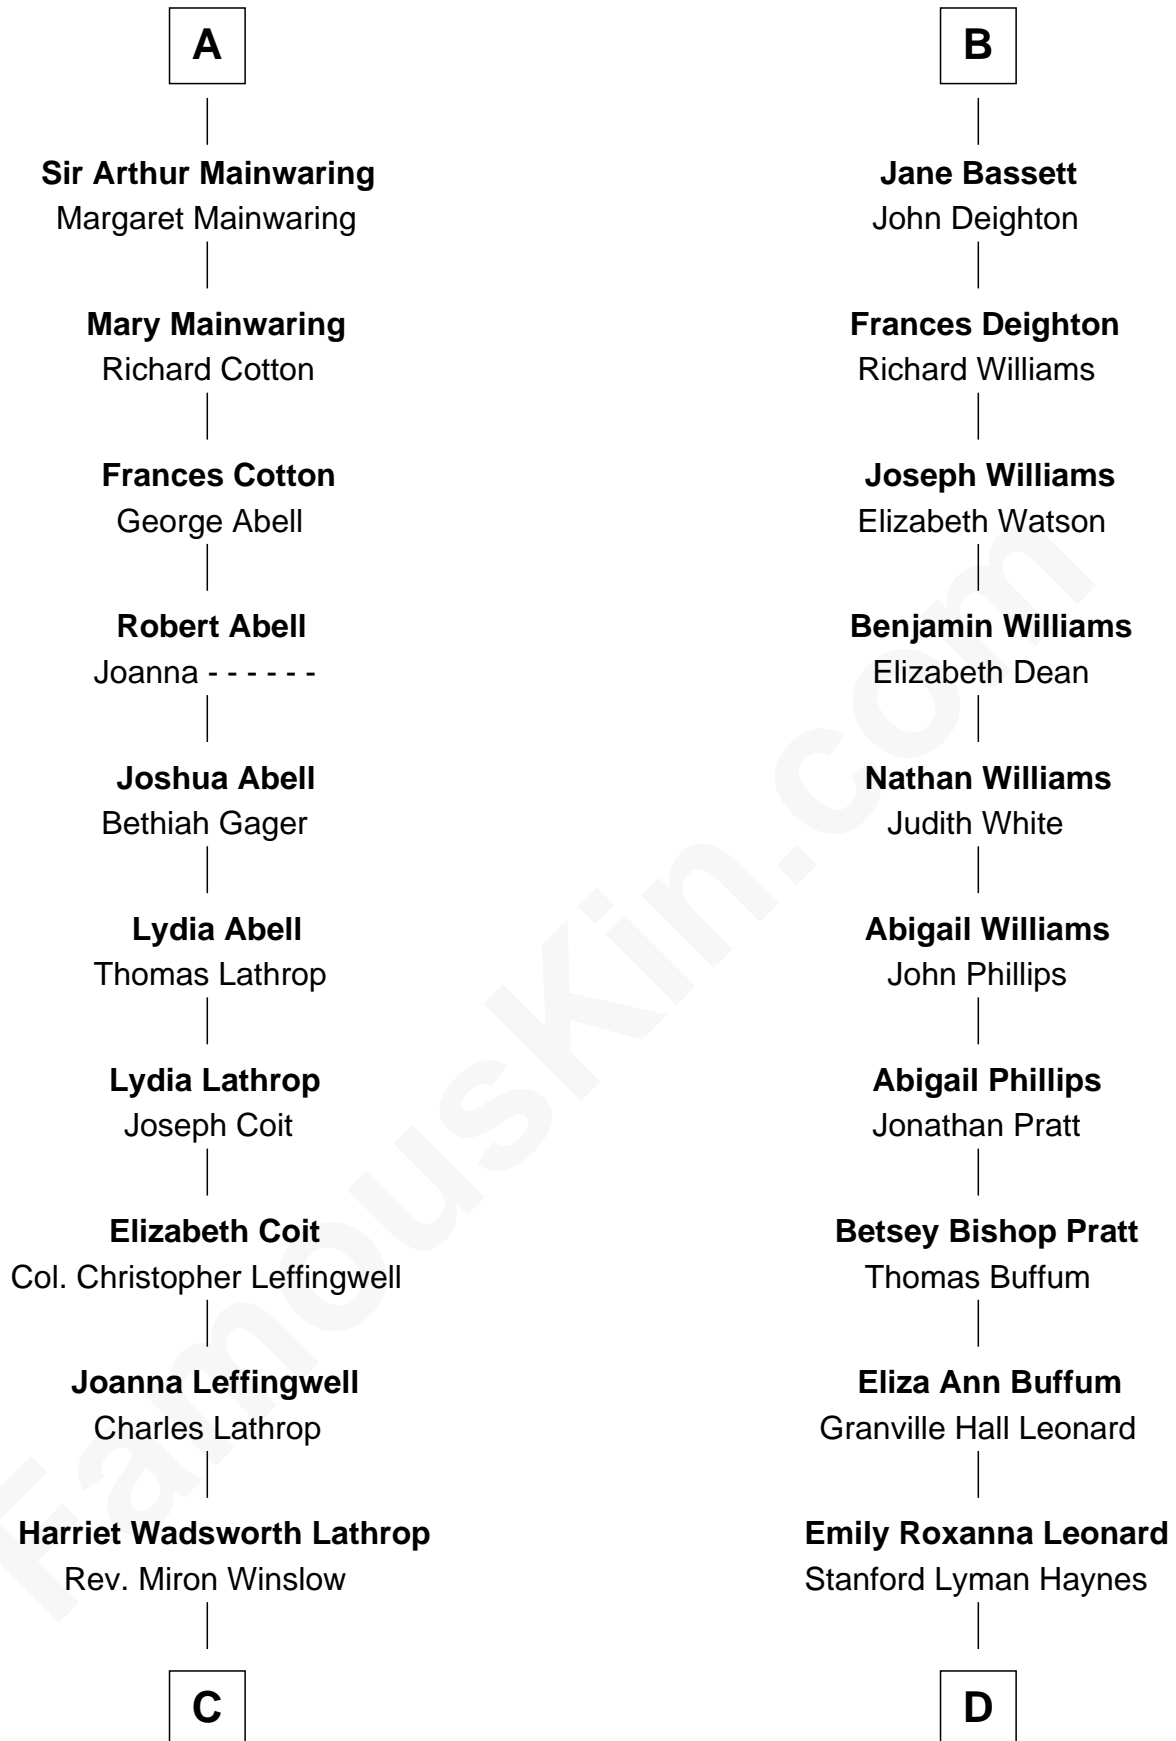 A
Sir Arthur Mainwaring
Margaret Mainwaring
Mary Mainwaring
Richard Cotton
Frances Cotton
George Abell
Robert Abell
Joanna - - - - - -
Joshua Abell
Bethiah Gager
Lydia Abell
Thomas Lathrop
Lydia Lathrop
Joseph Coit
Elizabeth Coit
Col. Christopher Leffingwell
Joanna Leffingwell
Charles Lathrop
Harriet Wadsworth Lathrop
Rev. Miron Winslow
C
B
Jane Bassett
John Deighton
Frances Deighton
Richard Williams
Joseph Williams
Elizabeth Watson
Benjamin Williams
Elizabeth Dean
Nathan Williams
Judith White
Abigail Williams
John Phillips
Abigail Phillips
Jonathan Pratt
Betsey Bishop Pratt
Thomas Buffum
Eliza Ann Buffum
Granville Hall Leonard
Emily Roxanna Leonard
Stanford Lyman Haynes
D
FamousKin.com